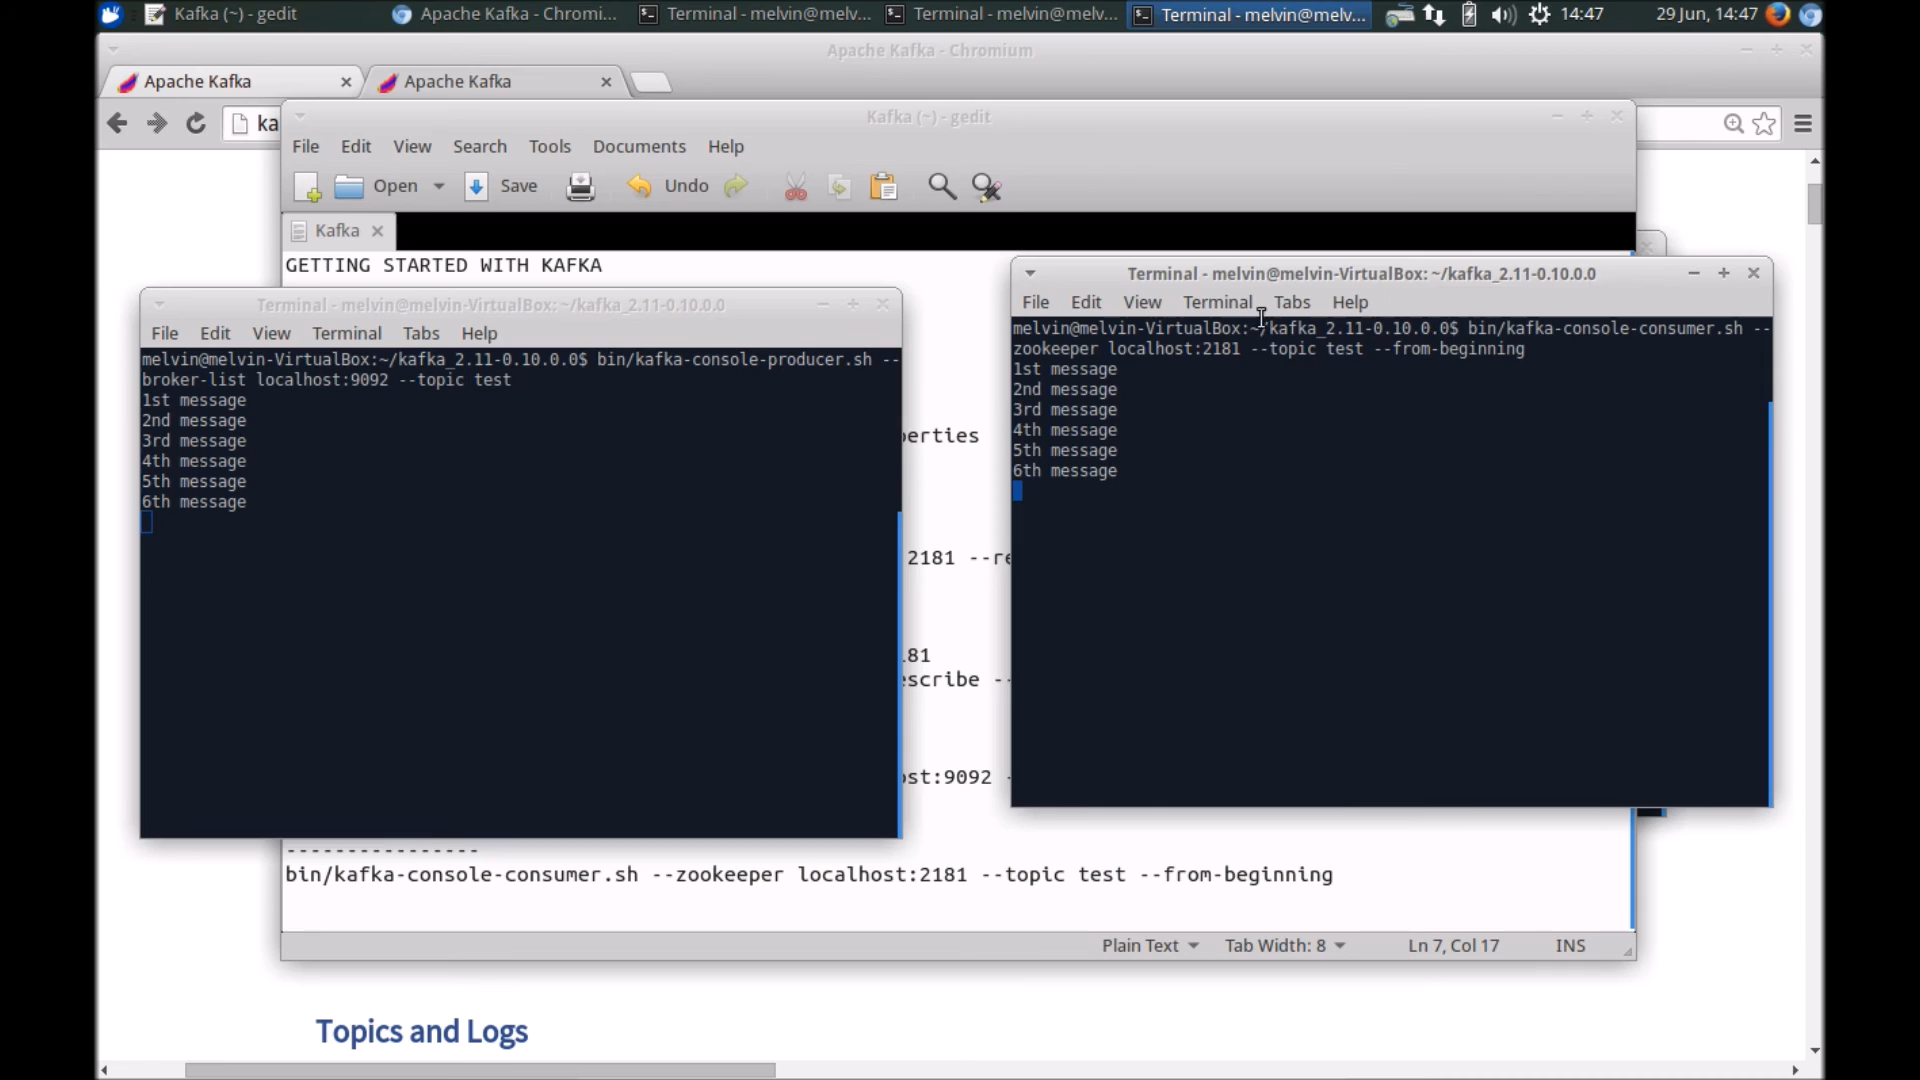 Kafka (~) - gedit
Apache Kafka - Chromi...
Terminal - melvin@melv...
Terminal - melvin@melv...
Terminal - melvin@melv...
14:47
29 Jun, 14:47
Apache Kafka - Chromium
Apache Kafka
Apache Kafka
ka
Kafka (~) - gedit
File Edit View Search Tools Documents Help
Open Save Undo
Kafka
GETTING STARTED WITH KAFKA
Terminal - melvin@melvin-VirtualBox: ~/kafka_2.11-0.10.0.0
File Edit View Terminal Tabs Help
melvin@melvin-VirtualBox:~/kafka_2.11-0.10.0.0$ bin/kafka-console-producer.sh --
broker-list localhost:9092 --topic test
1st message
2nd message
3rd message
4th message
5th message
6th message
Terminal - melvin@melvin-VirtualBox: ~/kafka_2.11-0.10.0.0
File Edit View Terminal Tabs Help
melvin@melvin-VirtualBox:~/kafka_2.11-0.10.0.0$ bin/kafka-console-consumer.sh --
zookeeper localhost:2181 --topic test --from-beginning
1st message
2nd message
3rd message
4th message
5th message
6th message
perties
2181 --re
181
escribe --
ost:9092 -
----------------
bin/kafka-console-consumer.sh --zookeeper localhost:2181 --topic test --from-beginning
Plain Text Tab Width: 8 Ln 7, Col 17 INS
Topics and Logs